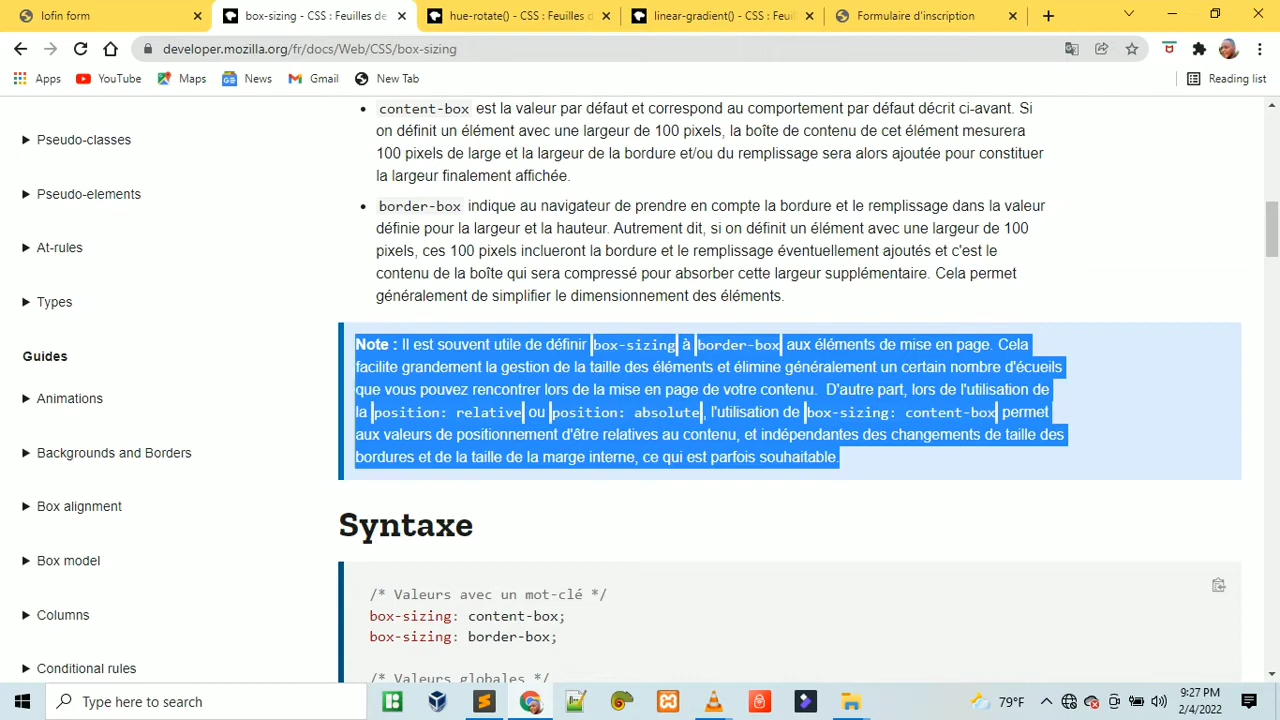 lofin form
box-sizing - CSS : Feuilles de
hue-rotate() - CSS : Feuilles d
linear-gradient() - CSS : Feuill
Formulaire d'inscription
developer.mozilla.org/fr/docs/Web/CSS/box-sizing
Apps YouTube Maps News Gmail New Tab Reading list
content-box est la valeur par défaut et correspond au comportement par défaut décrit ci-avant. Si
on définit un élément avec une largeur de 100 pixels, la boîte de contenu de cet élément mesurera
100 pixels de large et la largeur de la bordure et/ou du remplissage sera alors ajoutée pour constituer
la largeur finalement affichée.
border-box indique au navigateur de prendre en compte la bordure et le remplissage dans la valeur
définie pour la largeur et la hauteur. Autrement dit, si on définit un élément avec une largeur de 100
pixels, ces 100 pixels inclueront la bordure et le remplissage éventuellement ajoutés et c'est le
contenu de la boîte qui sera compressé pour absorber cette largeur supplémentaire. Cela permet
généralement de simplifier le dimensionnement des éléments.
Note : Il est souvent utile de définir box-sizing à border-box aux éléments de mise en page. Cela
facilite grandement la gestion de la taille des éléments et élimine généralement un certain nombre d'écueils
que vous pouvez rencontrer lors de la mise en page de votre contenu. D'autre part, lors de l'utilisation de
la position: relative ou position: absolute, l'utilisation de box-sizing: content-box permet
aux valeurs de positionnement d'être relatives au contenu, et indépendantes des changements de taille des
bordures et de la taille de la marge interne, ce qui est parfois souhaitable.
Syntaxe
/* Valeurs avec un mot-clé */
box-sizing: content-box;
box-sizing: border-box;
/* Valeurs globales */
Pseudo-classes
Pseudo-elements
At-rules
Types
Guides
Animations
Backgrounds and Borders
Box alignment
Box model
Columns
Conditional rules
Type here to search
79°F
9:27 PM
2/4/2022